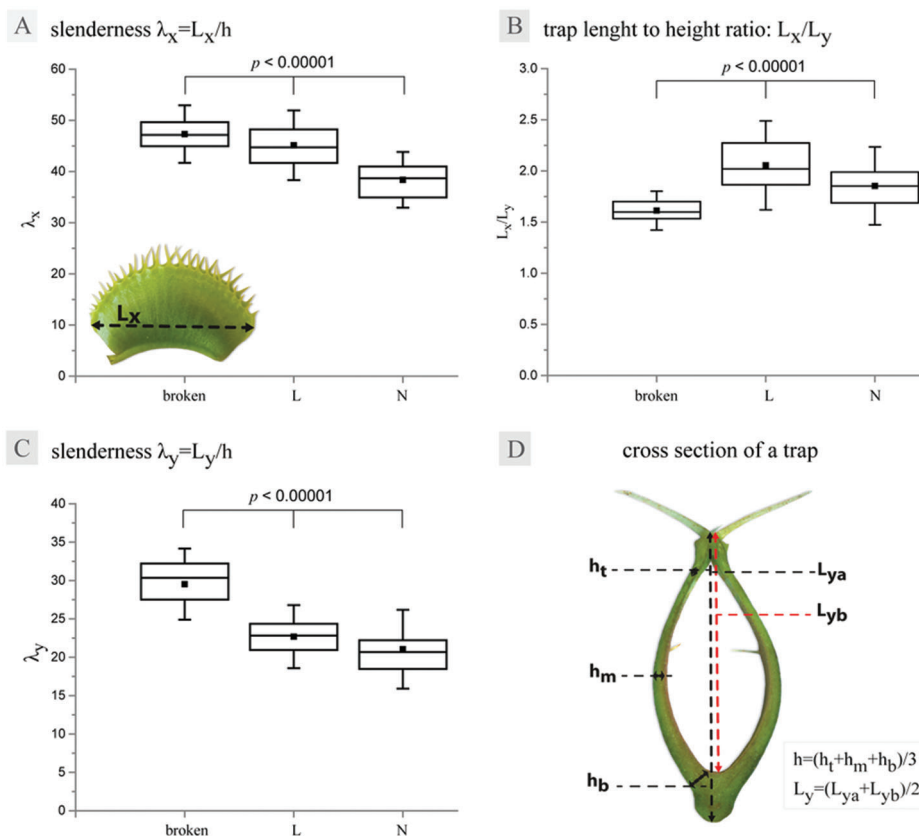 A slenderness λx=Lx/h
60
50
40
30
20
10
0
λx
p < 0.00001
Lx
broken L N
B trap lenght to height ratio: Lx/Ly
3.0
2.5
2.0
1.5
1.0
0.5
0.0
Lx/Ly
p < 0.00001
broken L N
C slenderness λy=Ly/h
40
35
30
25
20
15
10
5
0
λy
p < 0.00001
broken L N
D cross section of a trap
ht
Lya
Lyb
hm
hb
h=(ht+hm+hb)/3
Ly=(Lya+Lyb)/2